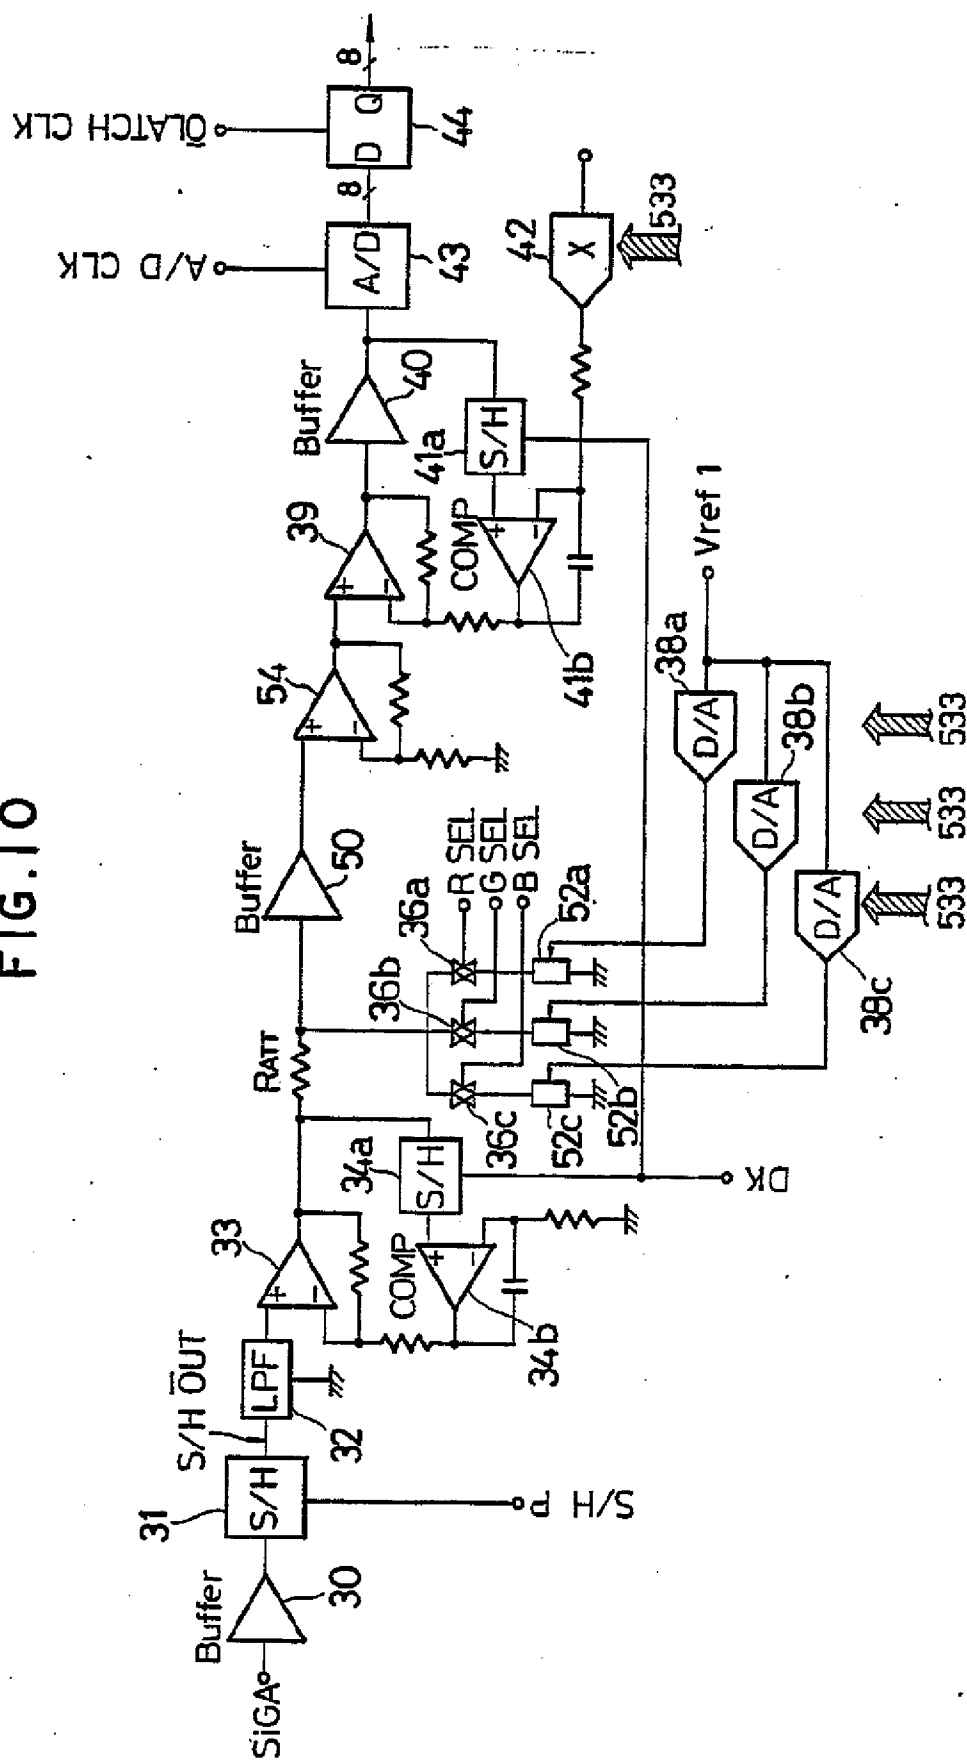 FIG.10
SiGA
Buffer
30
31
S/H
S/H OUT
S/H P
LPF
32
33
+
−
COMP
34a
S/H
+
−
34b
DK
RATT
36a
36b
36c
R SEL
G SEL
B SEL
52a
52b
52c
Buffer
50
54
+
−
39
+
−
COMP
+
−
41b
41a
S/H
Buffer
40
A/D CLK
A/D
43
8
OLATCH CLK
D Q
44
8
42
X
533
Vref 1
38a
D/A
38b
D/A
38c
D/A
533
533
533